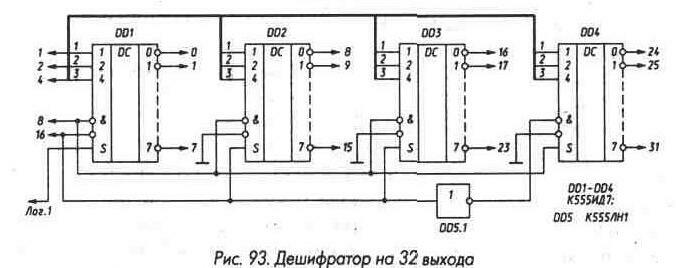 DD1 DD2 DD3 DD4
1 1 1 DC 0 0 1 1 DC 0 8 1 1 DC 0 16 1 1 DC 0 24
2 2 2 1 1 2 2 1 9 2 2 1 17 2 2 1 25
4 3 4 3 4 3 4 3 4
8 & & & &
16
S 7 7 S 7 15 S 7 23 S 7 31
Лог.1
1
DD5.1
DD1-DD4
К555ИД7;
DD5 К555ЛН1
Рис. 93. Дешифратор на 32 выхода